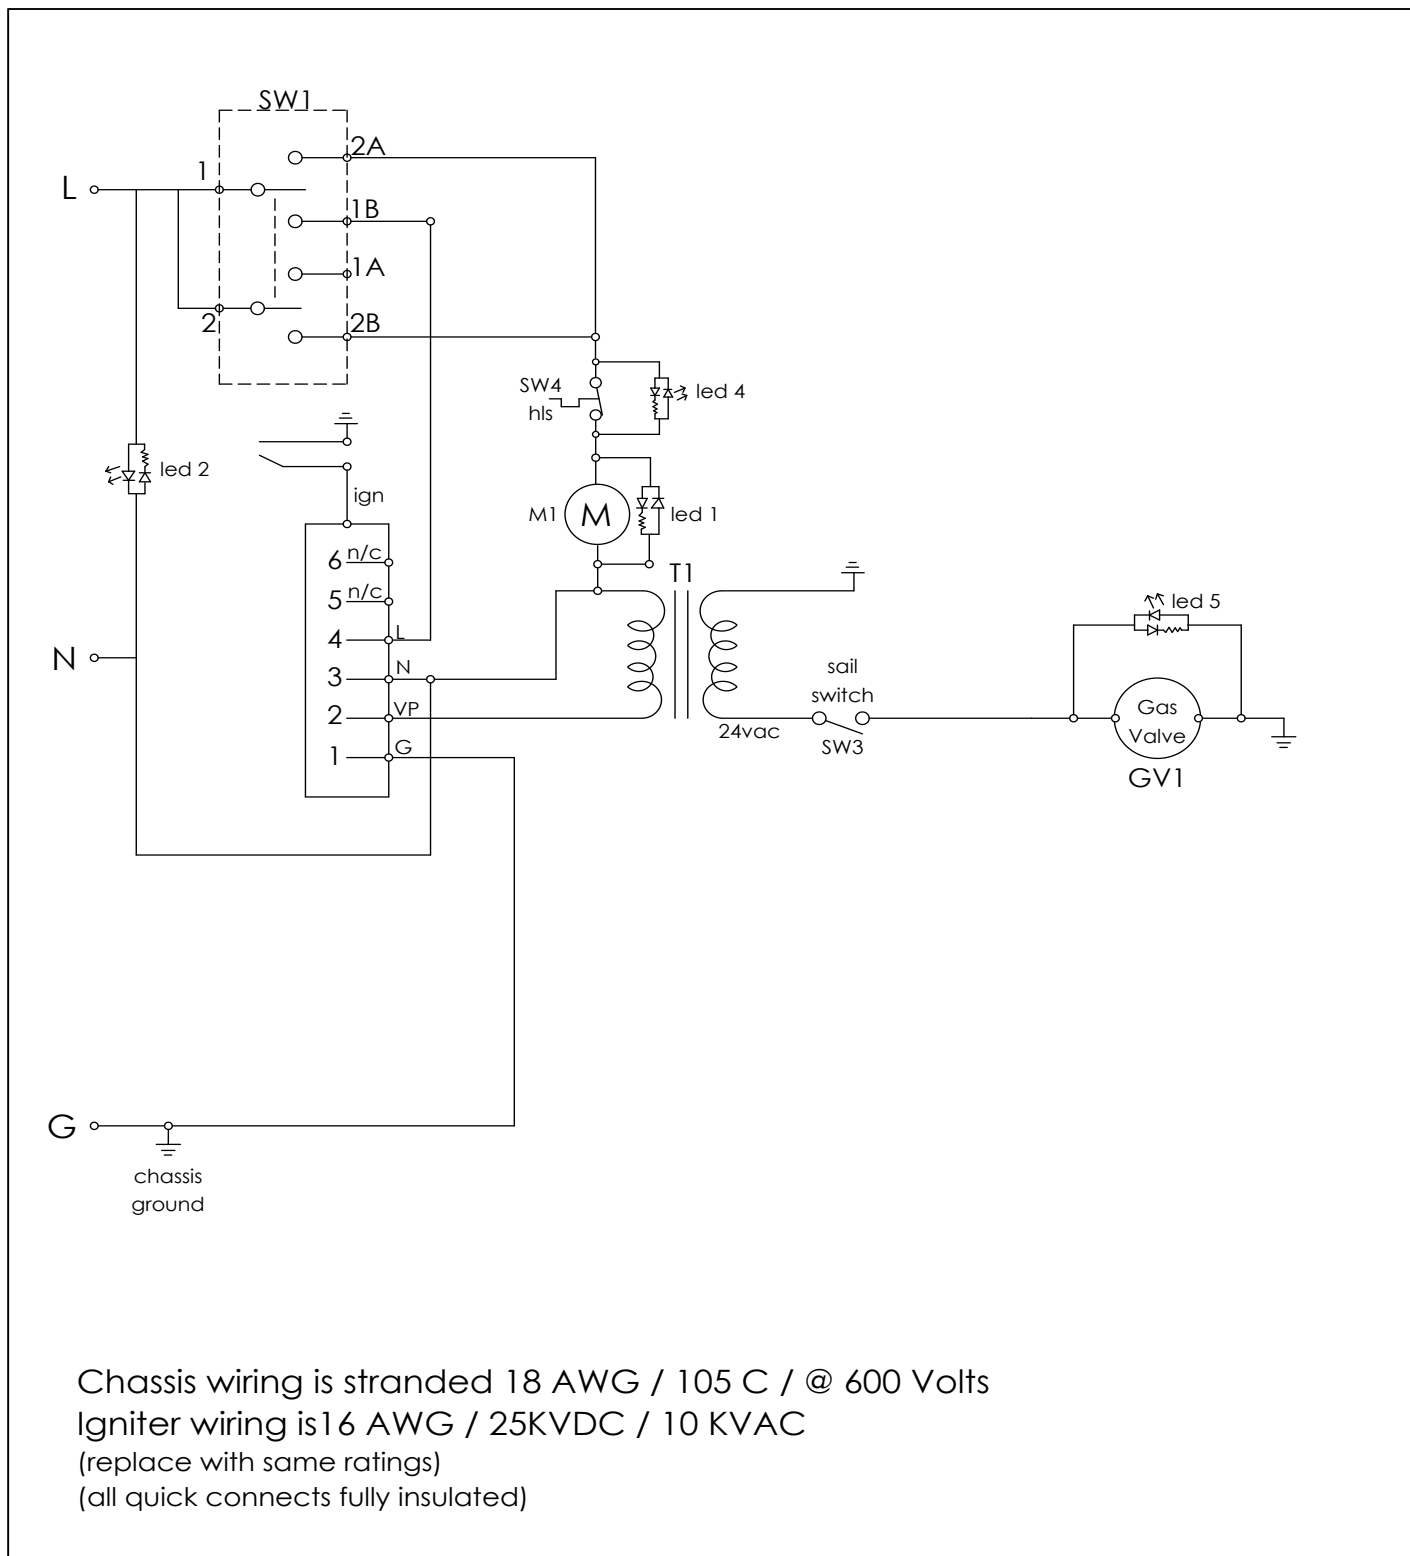 SW1
2A
1
L
1B
1A
2
2B
SW4
hls
led 4
led 2
ign
M1
M
led 1
6 n/c
5 n/c
T1
4 L
3 N
2 VP
1 G
N
led 5
sail
switch
24vac
SW3
Gas
Valve
GV1
G
chassis
ground
Chassis wiring is stranded 18 AWG / 105 C / @ 600 Volts
Igniter wiring is16 AWG / 25KVDC / 10 KVAC
(replace with same ratings)
(all quick connects fully insulated)